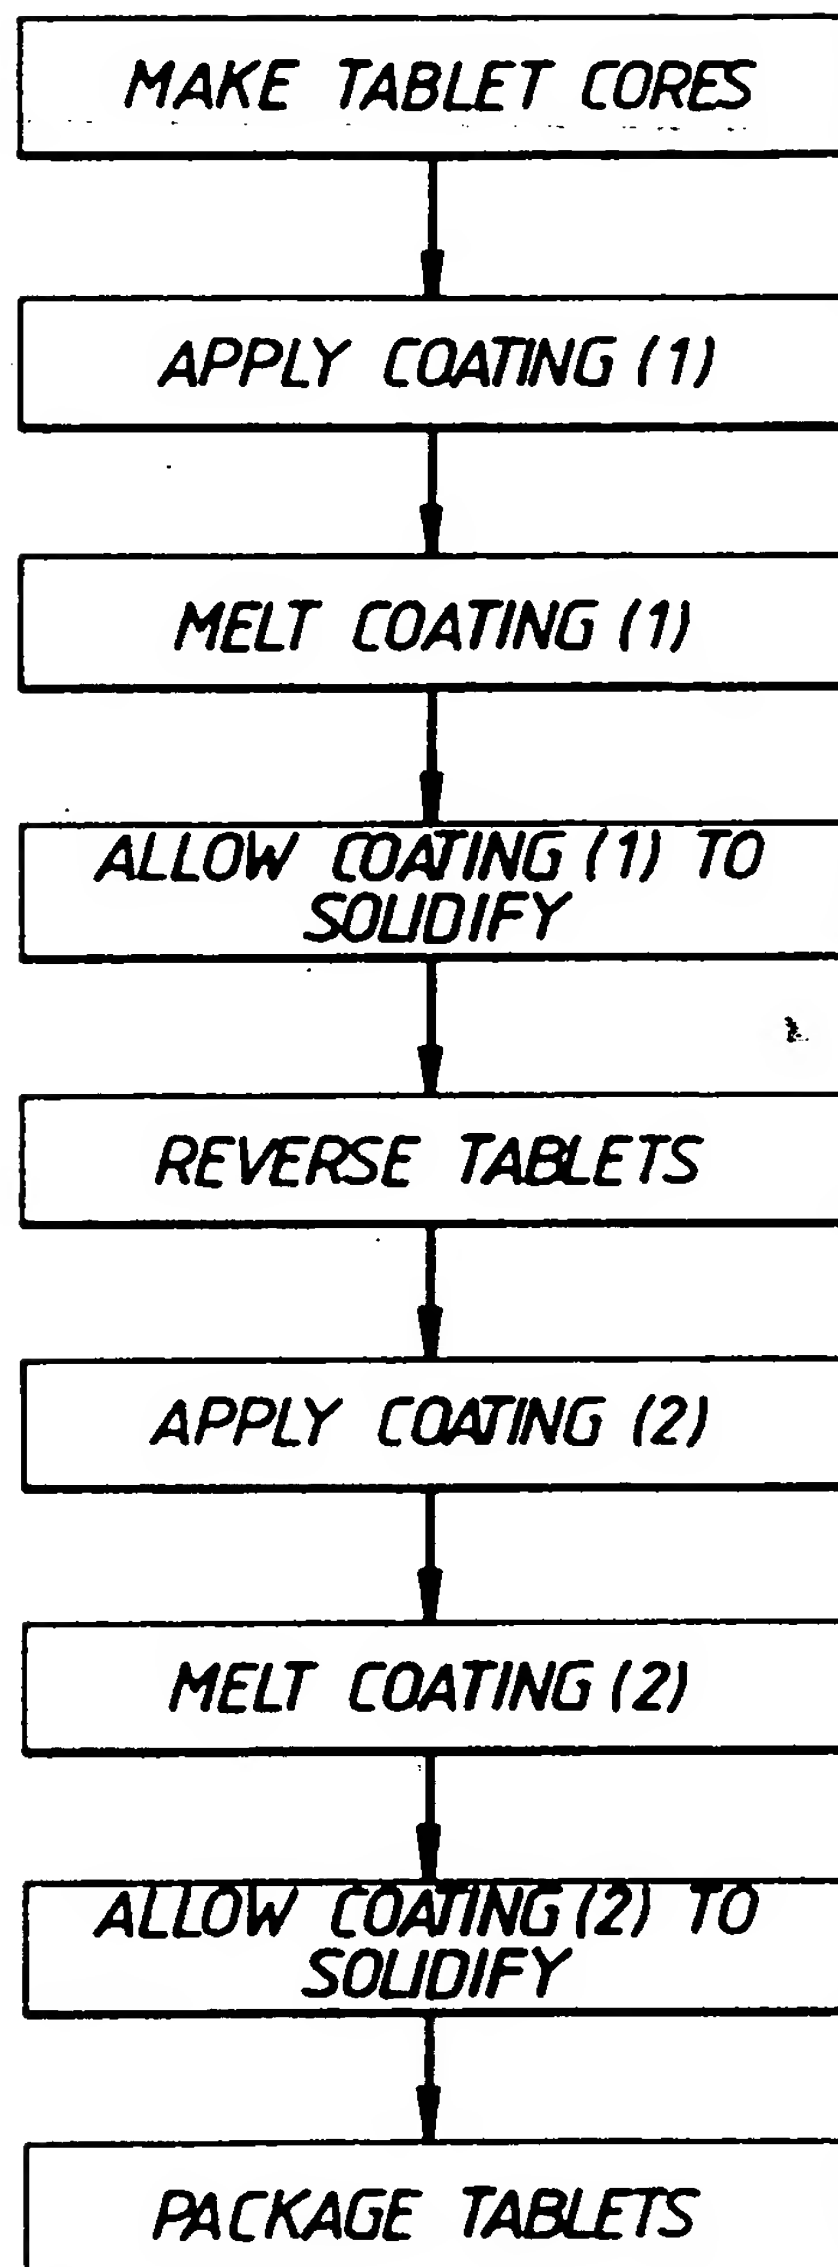 MAKE TABLET CORES
APPLY COATING (1)
MELT COATING (1)
ALLOW COATING (1) TO
SOLIDIFY
REVERSE TABLETS
APPLY COATING (2)
MELT COATING (2)
ALLOW COATING (2) TO
SOLIDIFY
PACKAGE TABLETS